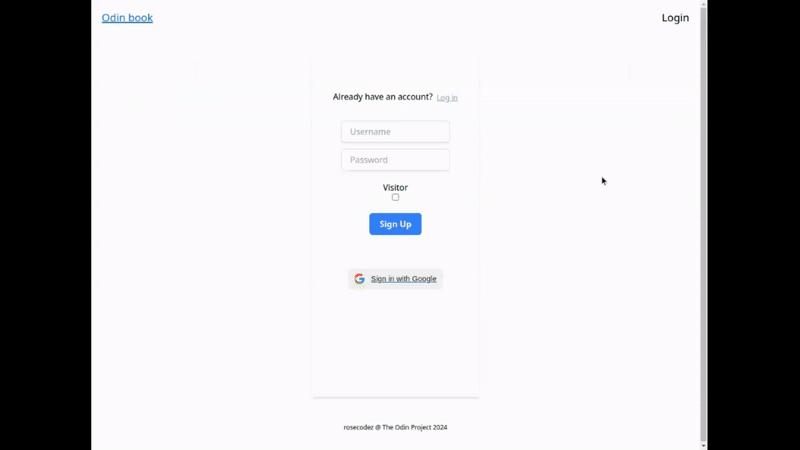 Odin book
Login
Already have an account? Log in
Username
Password
Visitor
Sign Up
Sign in with Google
rosecodez @ The Odin Project 2024